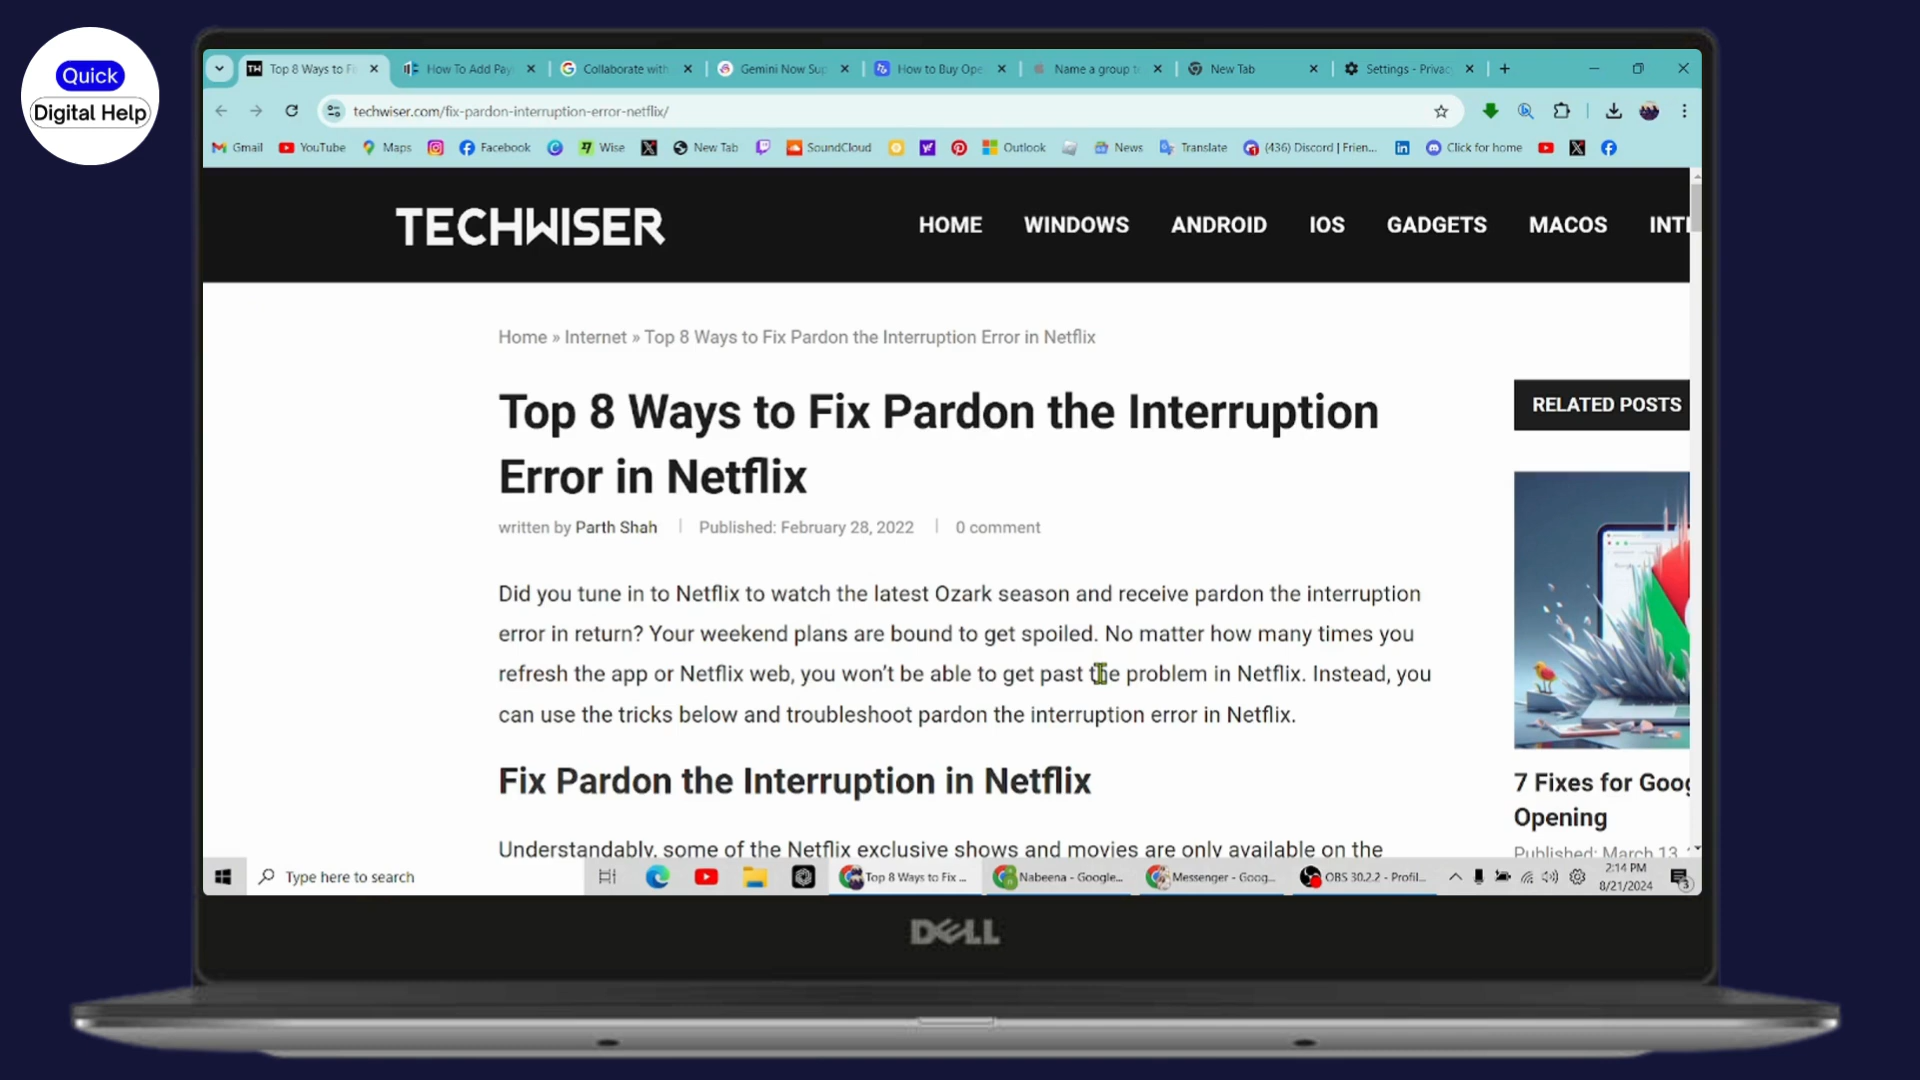 Quick
Digital Help
Top 8 Ways to Fi
How To Add Pay
Collaborate with
Gemini Now Sup
How to Buy Ope
Name a group t
New Tab
Settings - Privac
techwiser.com/fix-pardon-interruption-error-netflix/
Gmail
YouTube
Maps
Facebook
Wise
New Tab
SoundCloud
Outlook
News
Translate
(436) Discord | Frien...
Click for home
TECHWISER
HOME
WINDOWS
ANDROID
IOS
GADGETS
MACOS
INT
Home » Internet » Top 8 Ways to Fix Pardon the Interruption Error in Netflix
Top 8 Ways to Fix Pardon the Interruption
Error in Netflix
written by Parth Shah
Published: February 28, 2022
0 comment
RELATED POSTS
Did you tune in to Netflix to watch the latest Ozark season and receive pardon the interruption
error in return? Your weekend plans are bound to get spoiled. No matter how many times you
refresh the app or Netflix web, you won't be able to get past the problem in Netflix. Instead, you
can use the tricks below and troubleshoot pardon the interruption error in Netflix.
Fix Pardon the Interruption in Netflix
Understandably, some of the Netflix exclusive shows and movies are only available on the
7 Fixes for Goog
Opening
Published: March 13,
Type here to search
Top 8 Ways to Fix ...
Nabeena - Google...
Messenger - Goog...
OBS 30.2.2 - Profil...
2:14 PM
8/21/2024
3
DELL